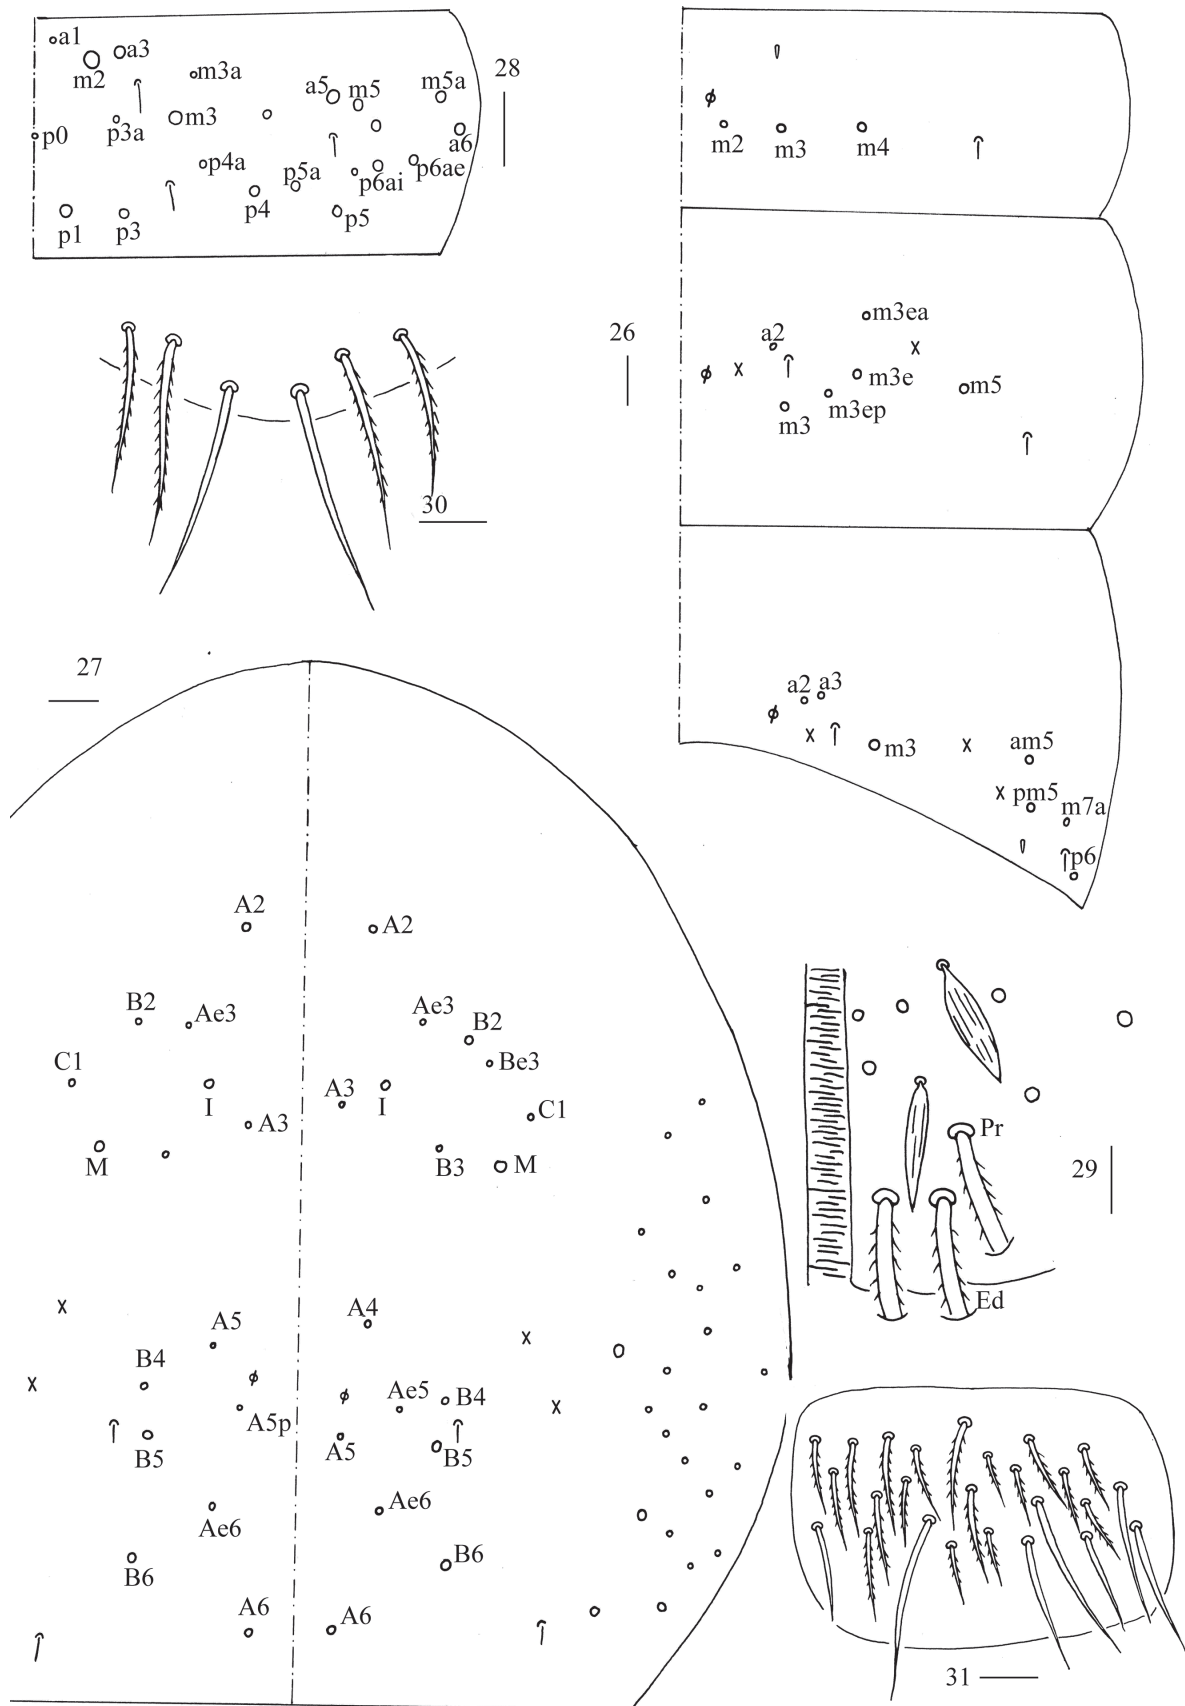 28
a1
a3
m2
m3a
a5
m5
m5a
m3
p3a
p0
a6
p4a
p5a
p6ai
p6ae
p4
p5
p1
p3
26
ϕ
m2
m3
m4
m3ea
a2
x
ϕ
x
m3e
m5
m3ep
m3
a2
a3
ϕ
x
m3
x
am5
x
pm5
m7a
p6
30
27
A2
A2
B2
Ae3
Ae3
B2
Be3
C1
I
A3
I
C1
A3
M
B3
M
x
A5
A4
x
x
B4
ϕ
ϕ
Ae5
B4
x
A5p
B5
A5
B5
Ae6
Ae6
B6
B6
A6
A6
Pr
29
Ed
31